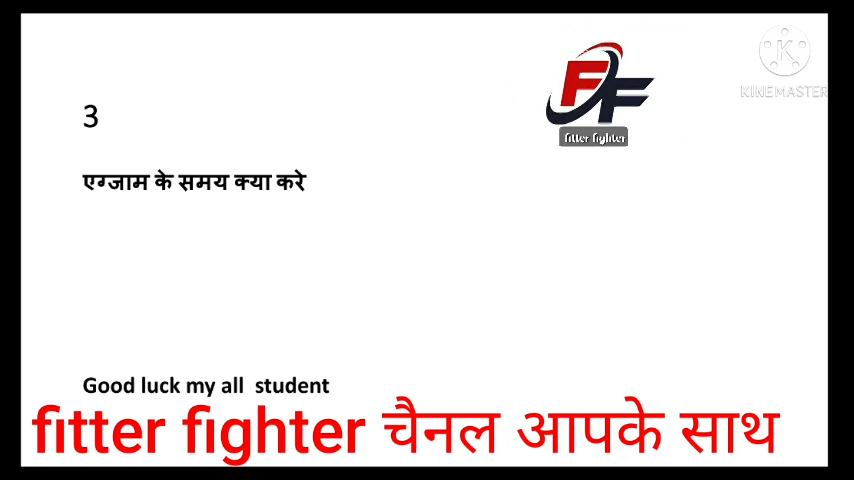 fitter fighter
K
KINEMASTER
3
एग्जाम के समय क्या करे
Good luck my all student
fitter fighter चैनल आपके साथ